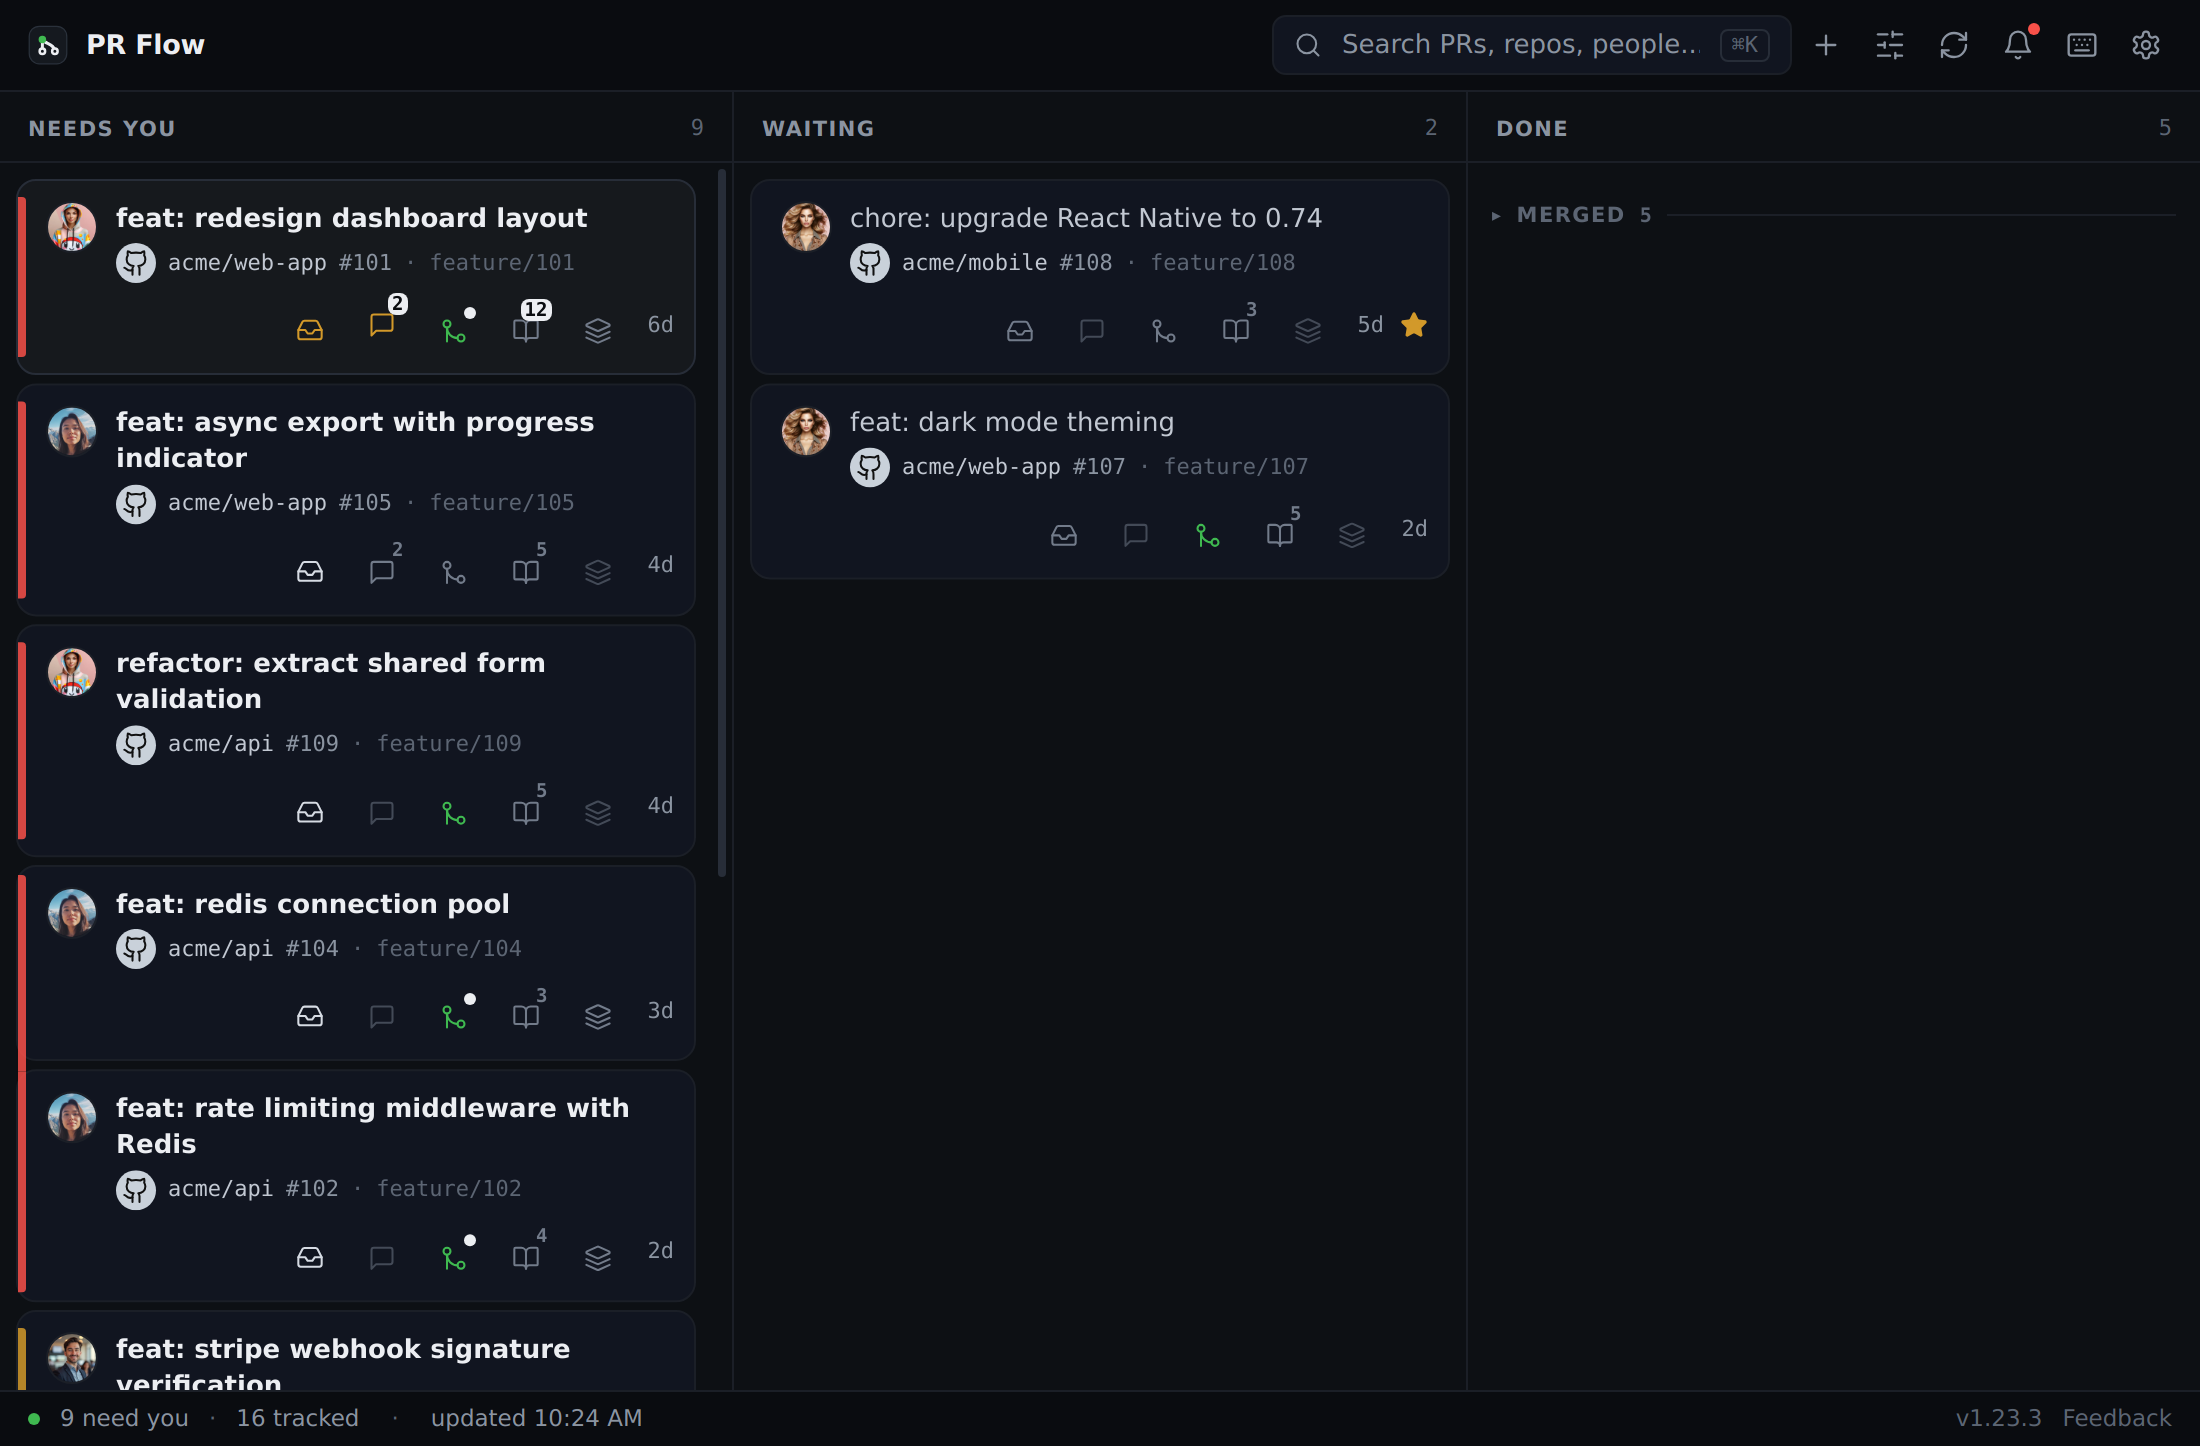 PR Flow
Search PRs, repos, people... ⌘K
NEEDS YOU 9
feat: redesign dashboard layout
acme/web-app #101 · feature/101
2 12 6d
feat: async export with progress
indicator
acme/web-app #105 · feature/105
2 5 4d
refactor: extract shared form
validation
acme/api #109 · feature/109
5 4d
feat: redis connection pool
acme/api #104 · feature/104
3 3d
feat: rate limiting middleware with
Redis
acme/api #102 · feature/102
4 2d
feat: stripe webhook signature
verification
WAITING 2
chore: upgrade React Native to 0.74
acme/mobile #108 · feature/108
3 5d
feat: dark mode theming
acme/web-app #107 · feature/107
5 2d
DONE 5
▸ MERGED 5
9 need you · 16 tracked · updated 10:24 AM
v1.23.3 Feedback